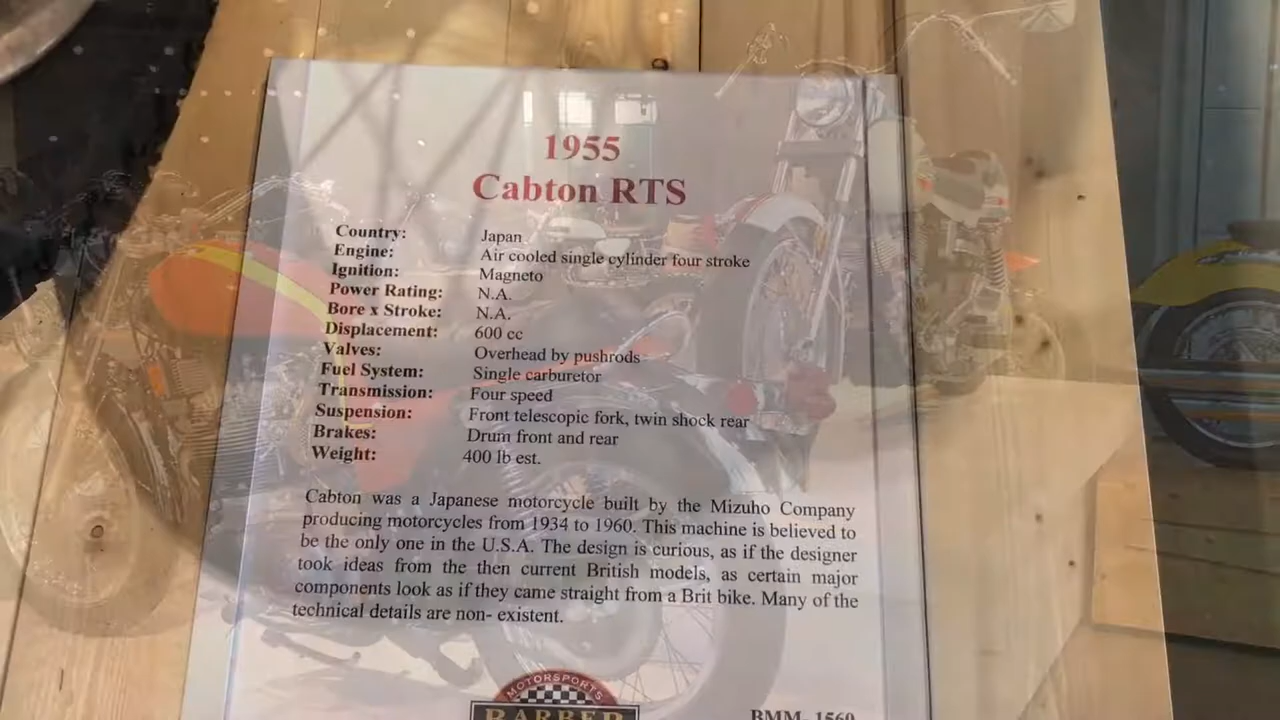 1955
Cabton RTS
Country: Japan
Engine: Air cooled single cylinder four stroke
Ignition: Magneto
Power Rating: N.A.
Bore x Stroke: N.A.
Displacement: 600 cc
Valves: Overhead by pushrods
Fuel System: Single carburetor
Transmission: Four speed
Suspension: Front telescopic fork, twin shock rear
Brakes: Drum front and rear
Weight: 400 lb est.
Cabton was a Japanese motorcycle built by the Mizuho Company
producing motorcycles from 1934 to 1960. This machine is believed to
be the only one in the U.S.A. The design is curious, as if the designer
took ideas from the then current British models, as certain major
components look as if they came straight from a Brit bike. Many of the
technical details are non- existent.
MOTORSPORTS
BARBER
BMM- 1560